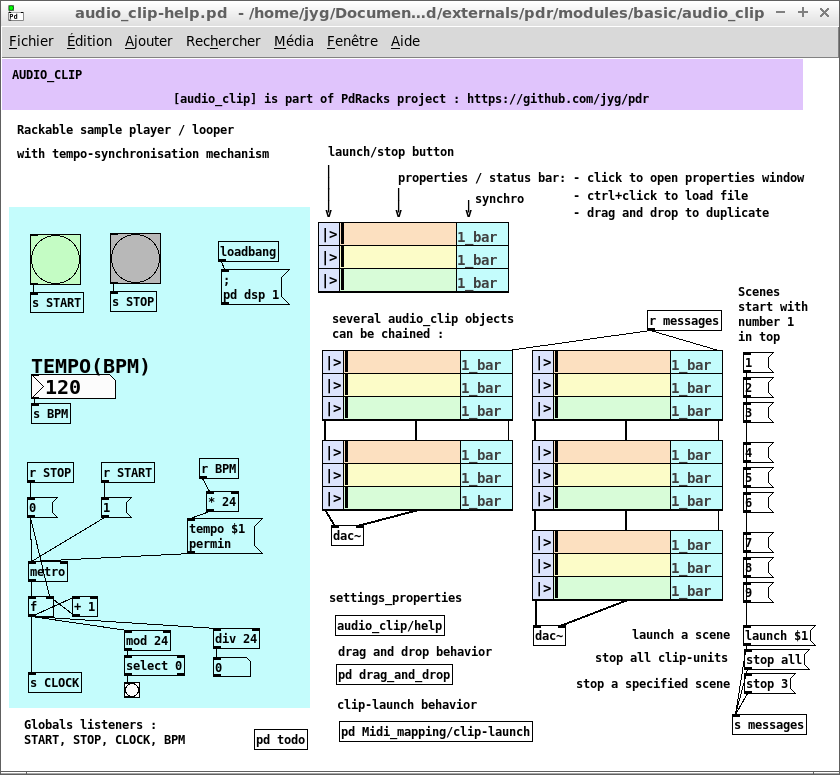 audio_clip-help.pd - /home/jyg/Documen...d/externals/pdr/modules/basic/audio_clip
Fichier Édition Ajouter Rechercher Média Fenêtre Aide
AUDIO_CLIP
[audio_clip] is part of PdRacks project : https://github.com/jyg/pdr
Rackable sample player / looper
with tempo-synchronisation mechanism
launch/stop button
properties / status bar: - click to open properties window
synchro
- ctrl+click to load file
- drag and drop to duplicate
|> 1_bar
|> 1_bar
|> 1_bar
s START
s STOP
loadbang
;
pd dsp 1
TEMPO(BPM)
120
s BPM
r STOP
r START
r BPM
0
1
* 24
tempo $1
permin
metro
f
+ 1
mod 24
div 24
select 0
0
s CLOCK
Globals listeners :
START, STOP, CLOCK, BPM
pd todo
several audio_clip objects
can be chained :
r messages
|> 1_bar
|> 1_bar
|> 1_bar
|> 1_bar
|> 1_bar
|> 1_bar
dac~
|> 1_bar
|> 1_bar
|> 1_bar
|> 1_bar
|> 1_bar
|> 1_bar
|> 1_bar
|> 1_bar
|> 1_bar
dac~
Scenes
start with
number 1
in top
1
2
3
4
5
6
7
8
9
settings_properties
audio_clip/help
drag and drop behavior
pd drag_and_drop
clip-launch behavior
pd Midi_mapping/clip-launch
launch a scene
launch $1
stop all clip-units
stop all
stop a specified scene
stop 3
s messages